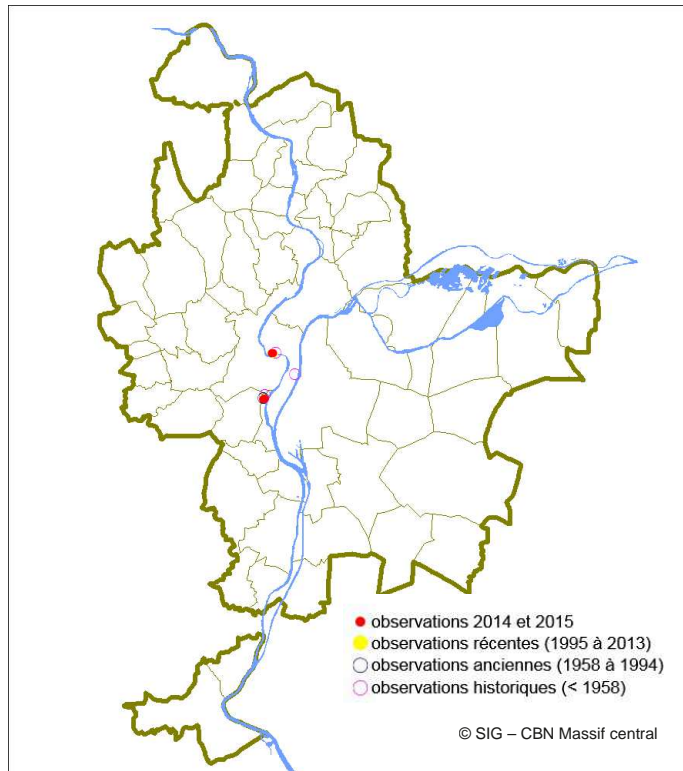 observations 2014 et 2015
observations récentes (1995 à 2013)
observations anciennes (1958 à 1994)
observations historiques (< 1958)
© SIG – CBN Massif central